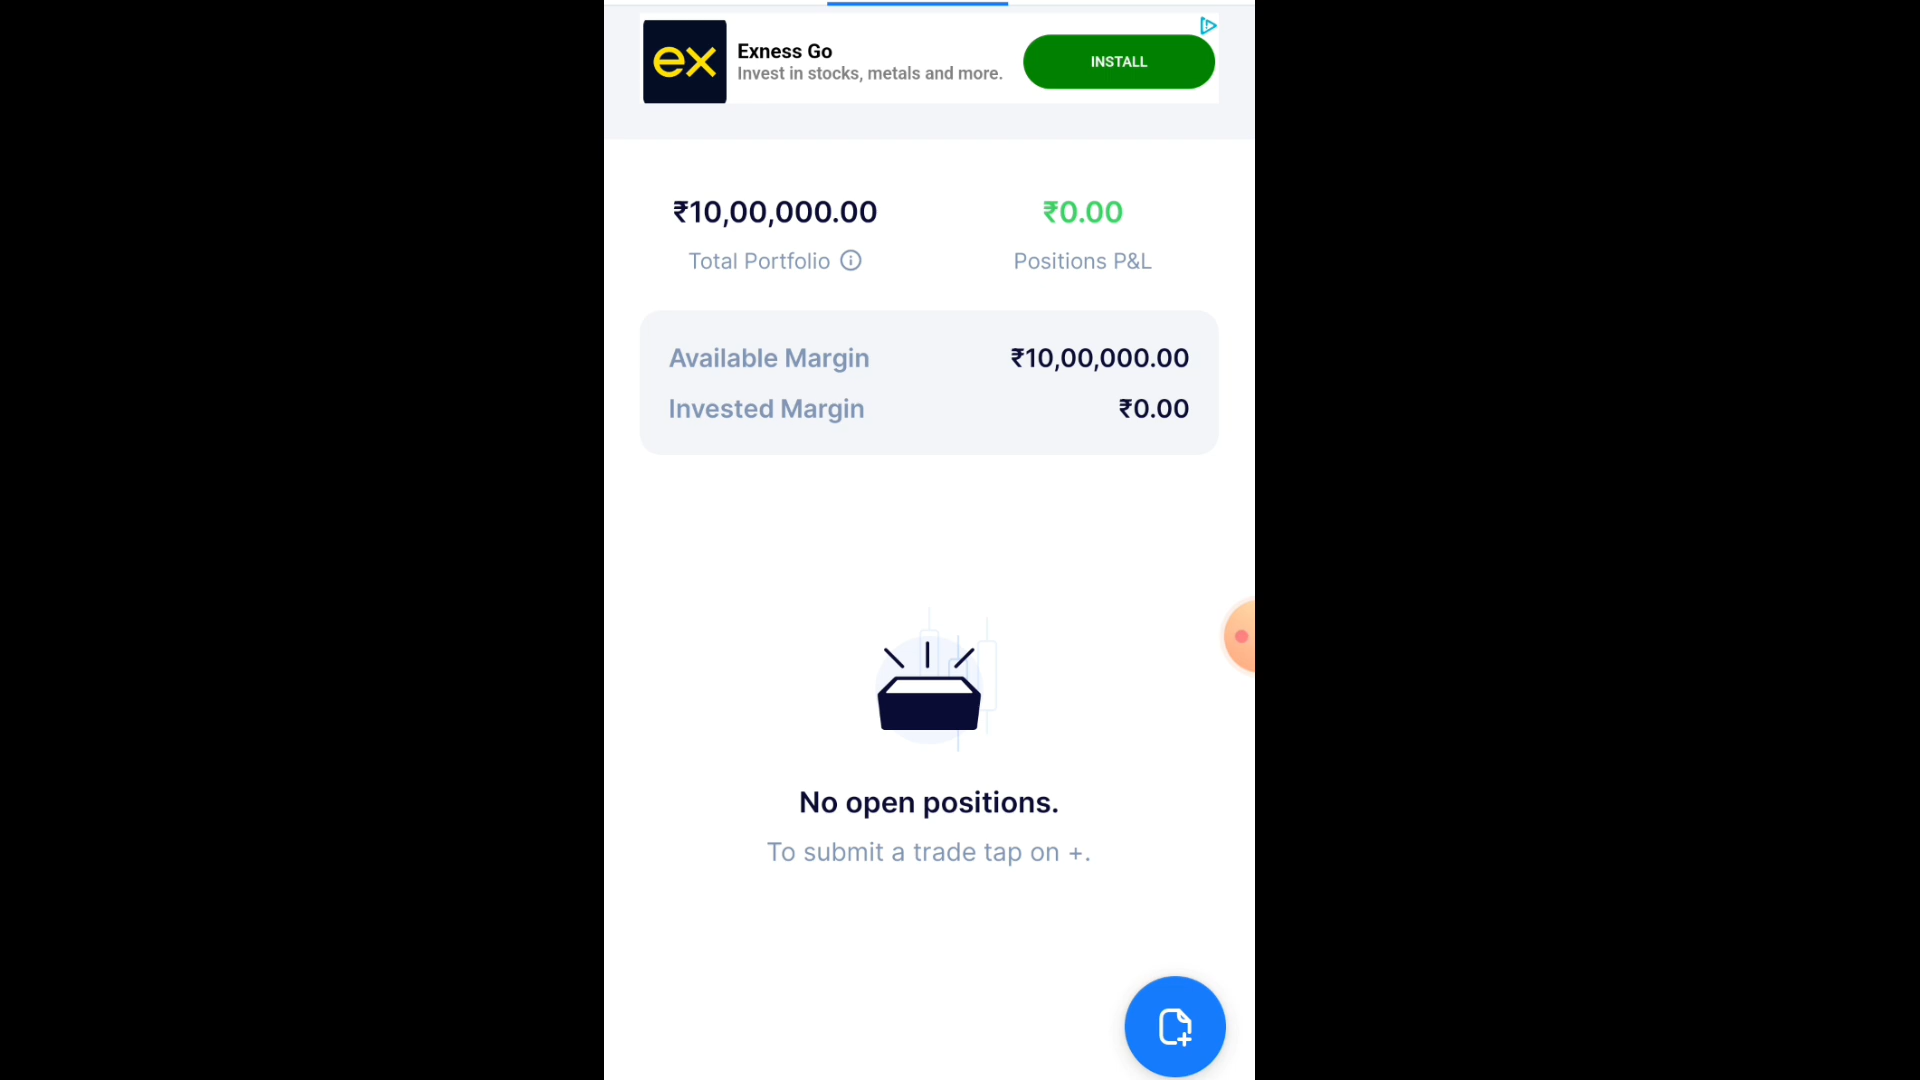 ex
Exness Go
Invest in stocks, metals and more.
INSTALL
₹10,00,000.00
₹0.00
Total Portfolio
Positions P&L
Available Margin ₹10,00,000.00
Invested Margin ₹0.00
No open positions.
To submit a trade tap on +.